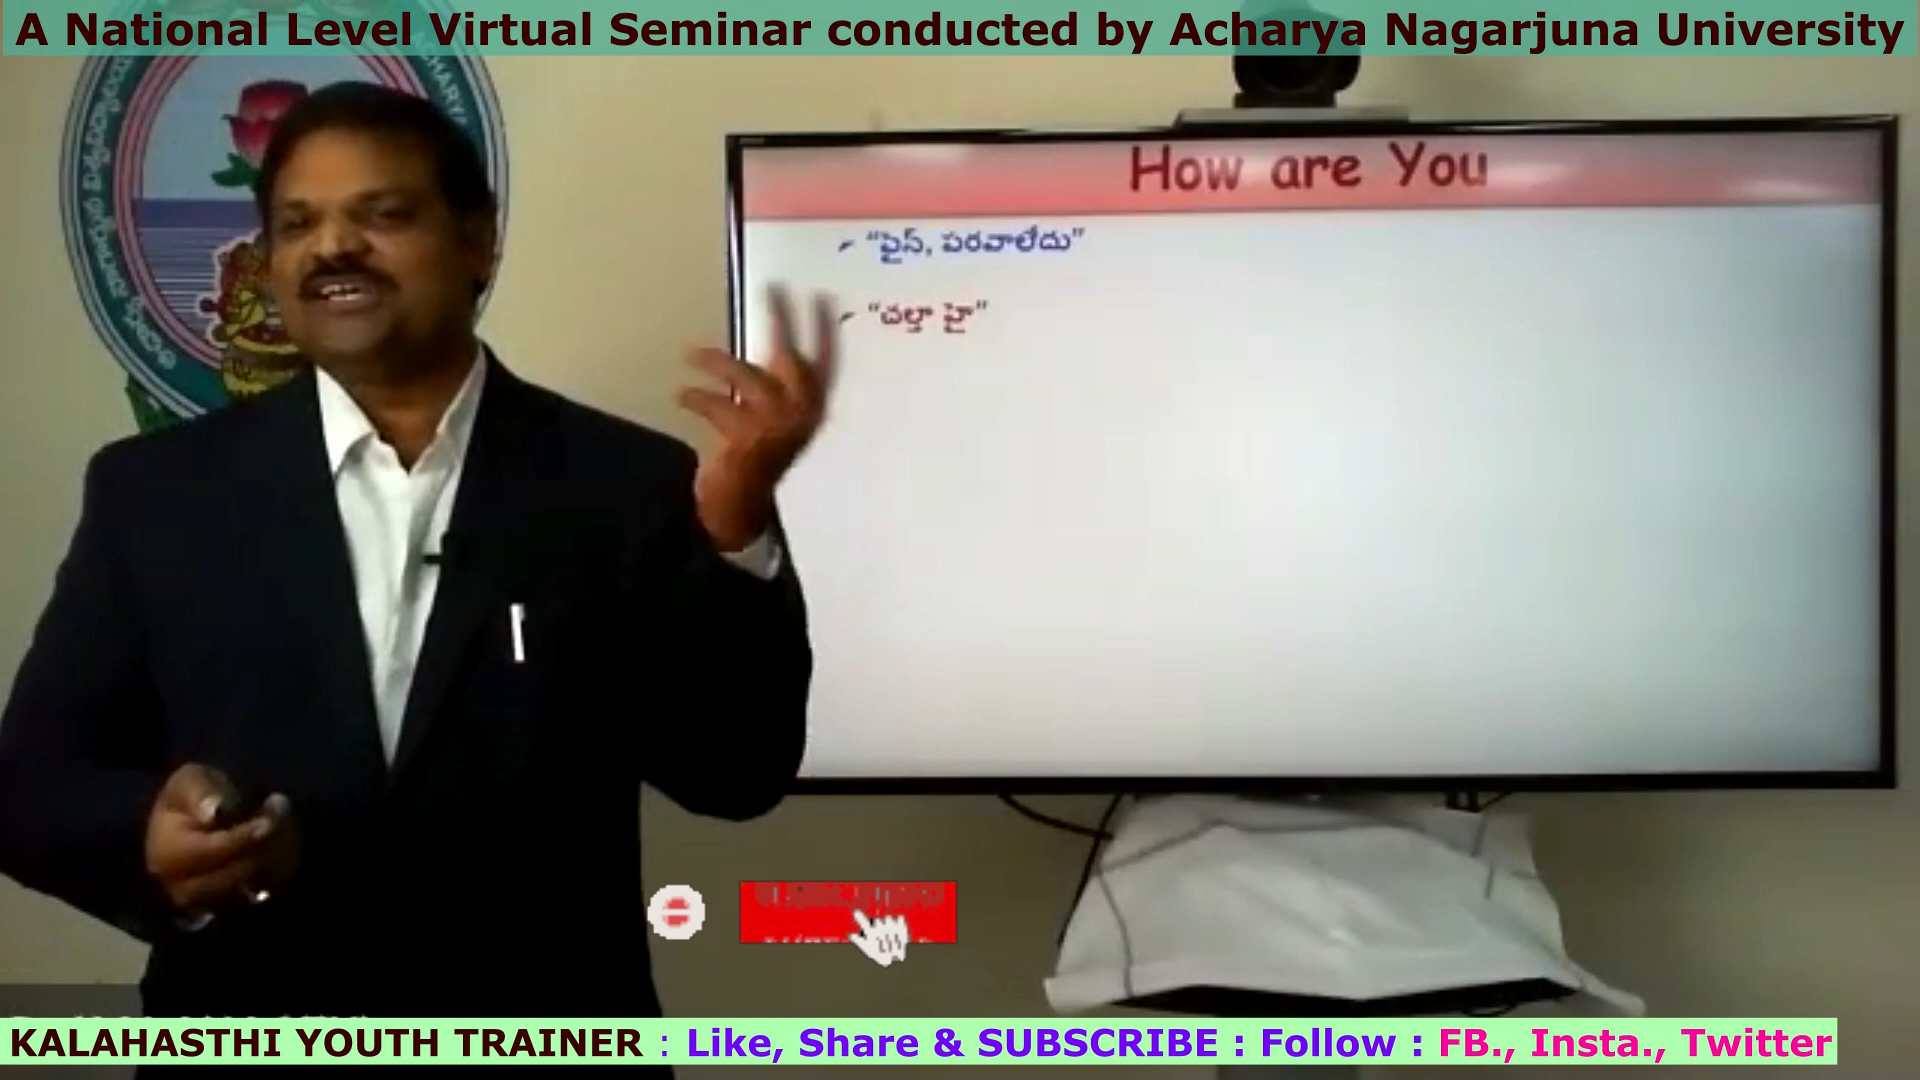 A National Level Virtual Seminar conducted by Acharya Nagarjuna University
How are You
"ఫైన్, పరవాలేదు"
"చల్తా హై"
KALAHASTHI YOUTH TRAINER : Like, Share & SUBSCRIBE : Follow : FB., Insta., Twitter